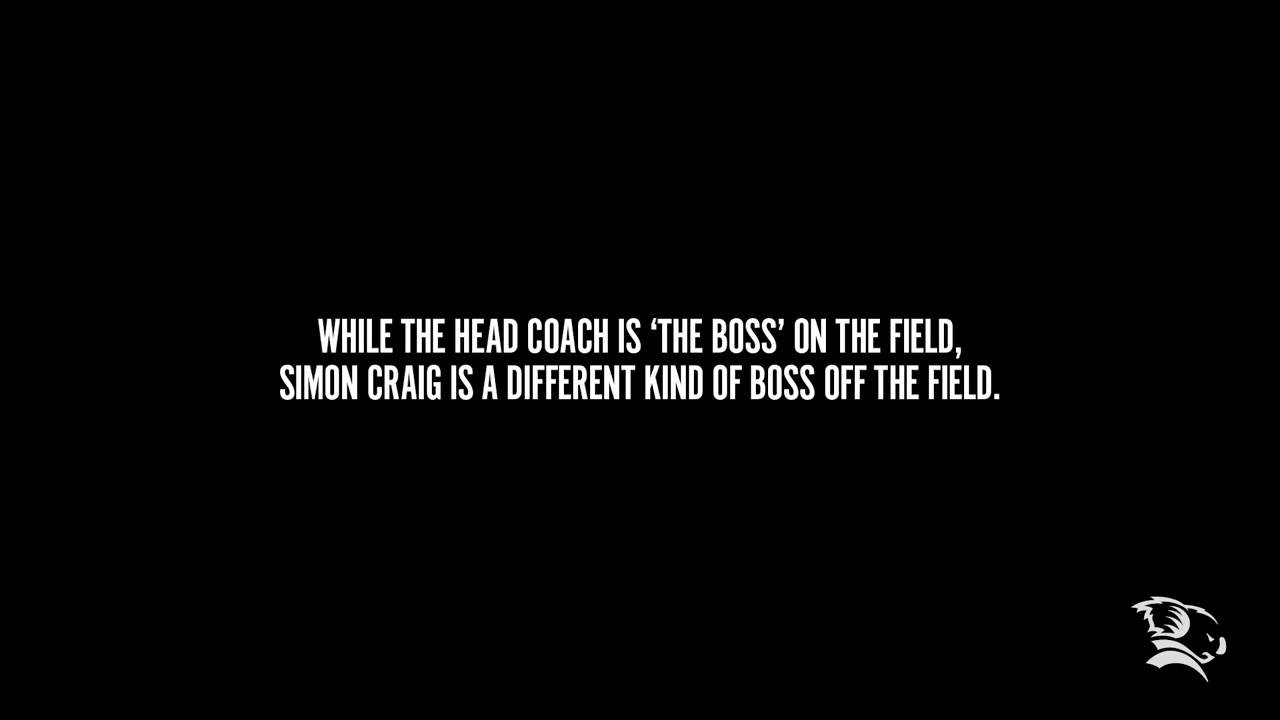 WHILE THE HEAD COACH IS ‘THE BOSS’ ON THE FIELD,
SIMON CRAIG IS A DIFFERENT KIND OF BOSS OFF THE FIELD.